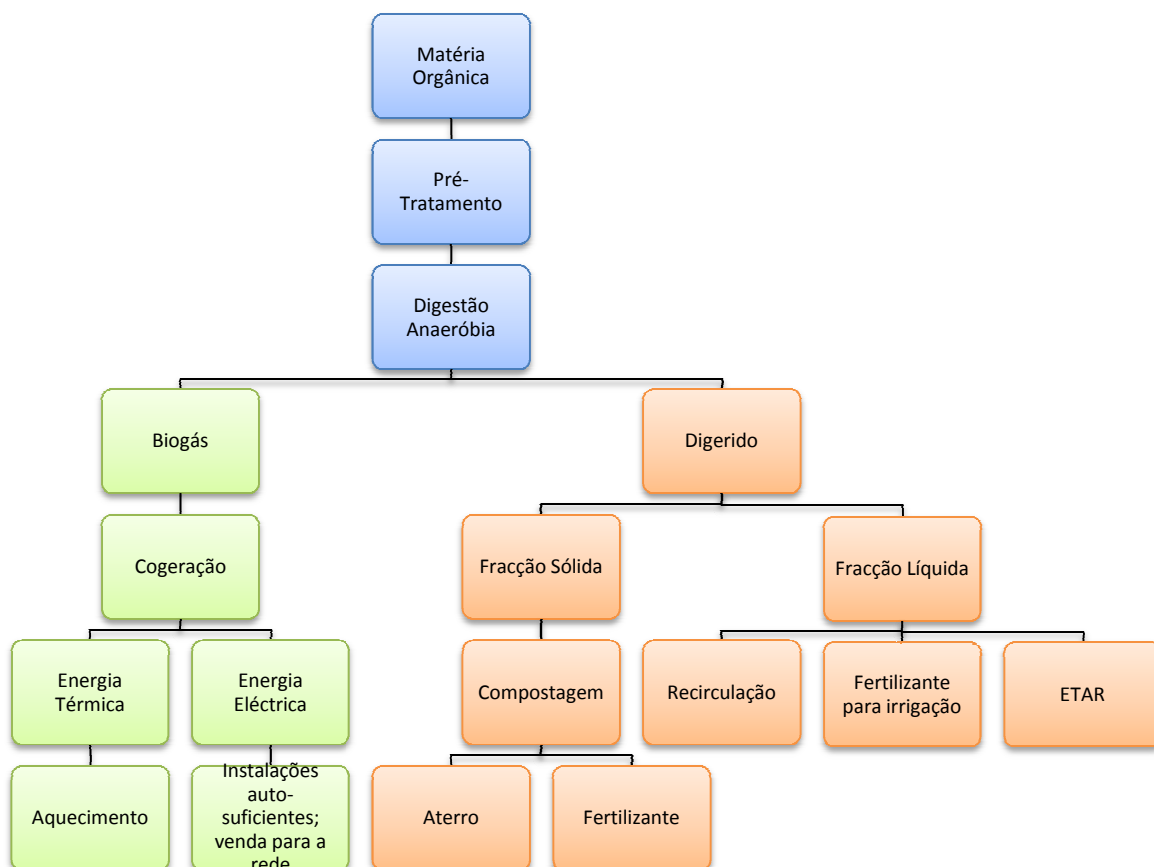 Matéria
Orgânica
Pré-
Tratamento
Digestão
Anaeróbia
Biogás
Digerido
Cogeração
Fracção Sólida
Fracção Líquida
Energia
Térmica
Energia
Eléctrica
Compostagem
Recirculação
Fertilizante
para irrigação
ETAR
Aquecimento
Instalações
auto-
suficientes;
venda para a
rede
Aterro
Fertilizante